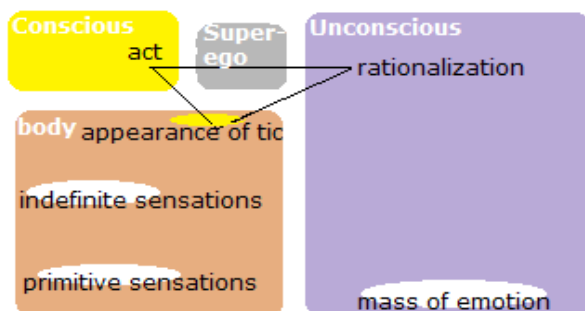 Conscious
act
Super-
ego
Unconscious
rationalization
body
appearance of tic
indefinite sensations
primitive sensations
mass of emotion